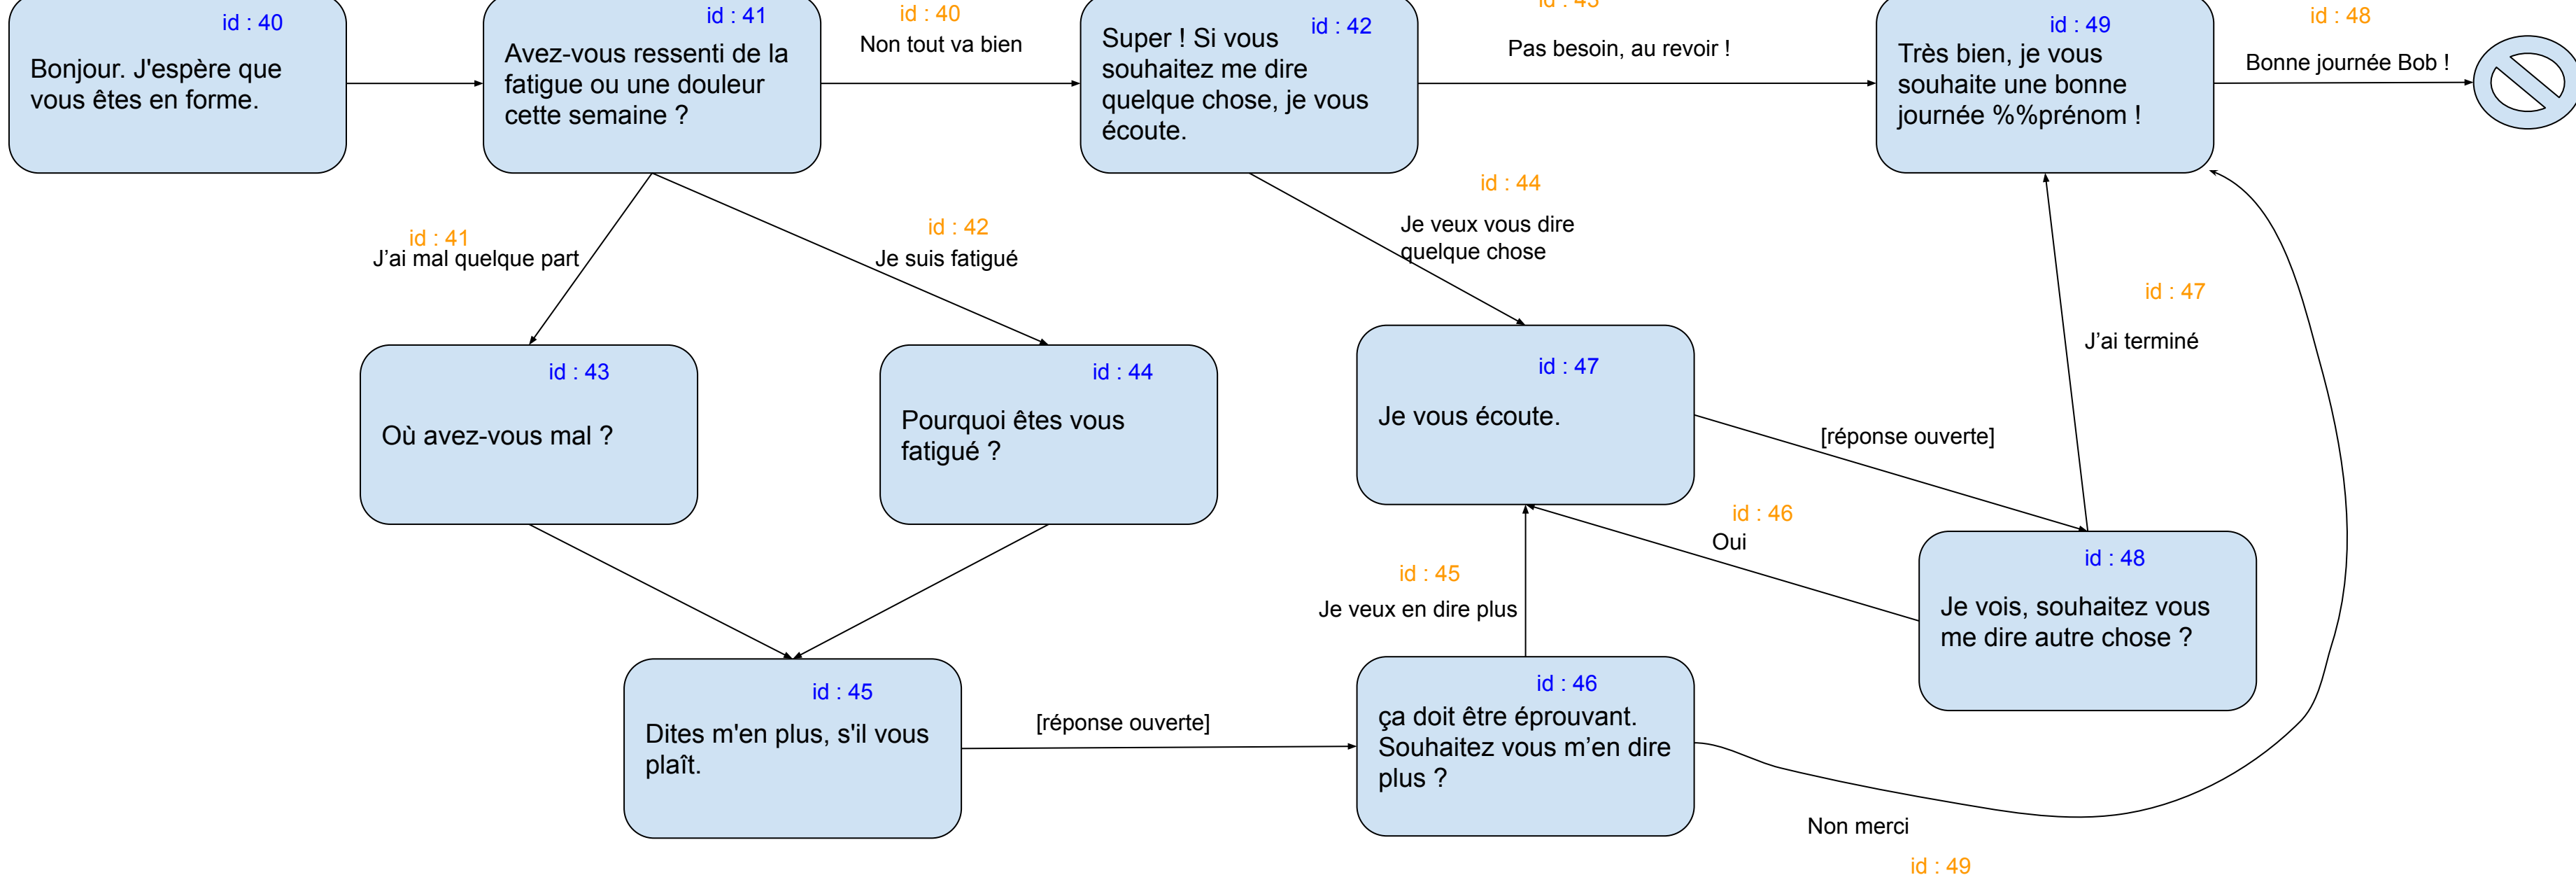 id : 40
Bonjour. J'espère que
vous êtes en forme.
id : 41
Avez-vous ressenti de la
fatigue ou une douleur
cette semaine ?
id : 40
Non tout va bien
id : 42
Super ! Si vous
souhaitez me dire
quelque chose, je vous
écoute.
id : 43
Pas besoin, au revoir !
id : 49
Très bien, je vous
souhaite une bonne
journée %%prénom !
id : 48
Bonne journée Bob !
id : 41
J'ai mal quelque part
id : 42
Je suis fatigué
id : 44
Je veux vous dire
quelque chose
id : 47
J'ai terminé
id : 43
Où avez-vous mal ?
id : 44
Pourquoi êtes vous
fatigué ?
id : 47
Je vous écoute.
[réponse ouverte]
id : 46
Oui
id : 45
Je veux en dire plus
id : 48
Je vois, souhaitez vous
me dire autre chose ?
id : 45
Dites m'en plus, s'il vous
plaît.
[réponse ouverte]
id : 46
ça doit être éprouvant.
Souhaitez vous m’en dire
plus ?
Non merci
id : 49